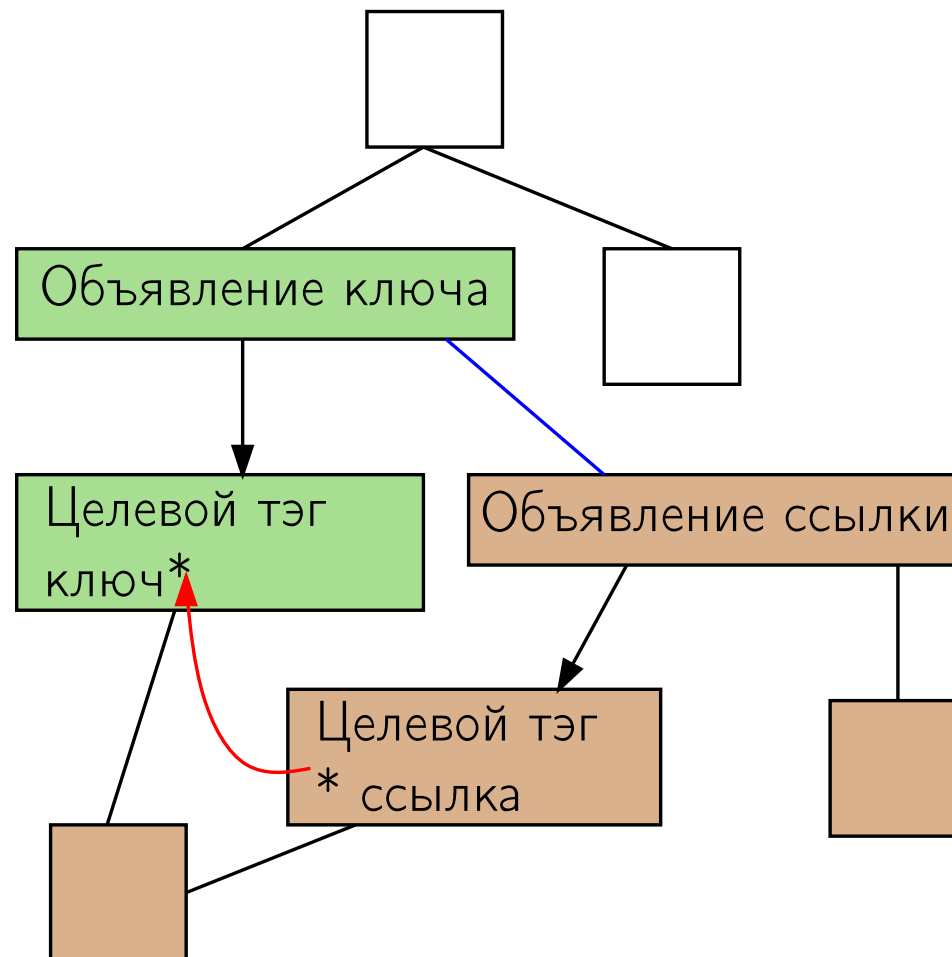 Объявление ключа
Целевой тэг
ключ*
Объявление ссылки
Целевой тэг
* ссылка